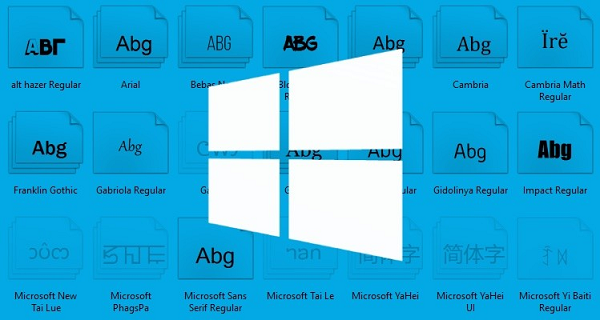 ABГ Abg ABG ABG Abg Abg Ïrĕ
alt hazer Regular Arial Bebas Cambria Cambria Math
Regular
Abg Abg Abg Abg Abg Abg
Franklin Gothic Gabriola Regular Gidolinya Regular Impact Regular
Abg 简体字 简体字
Microsoft New Microsoft Microsoft Sans Microsoft Tai Le Microsoft YaHei Microsoft YaHei Microsoft Yi Baiti
Tai Lue PhagsPa Serif Regular UI Regular